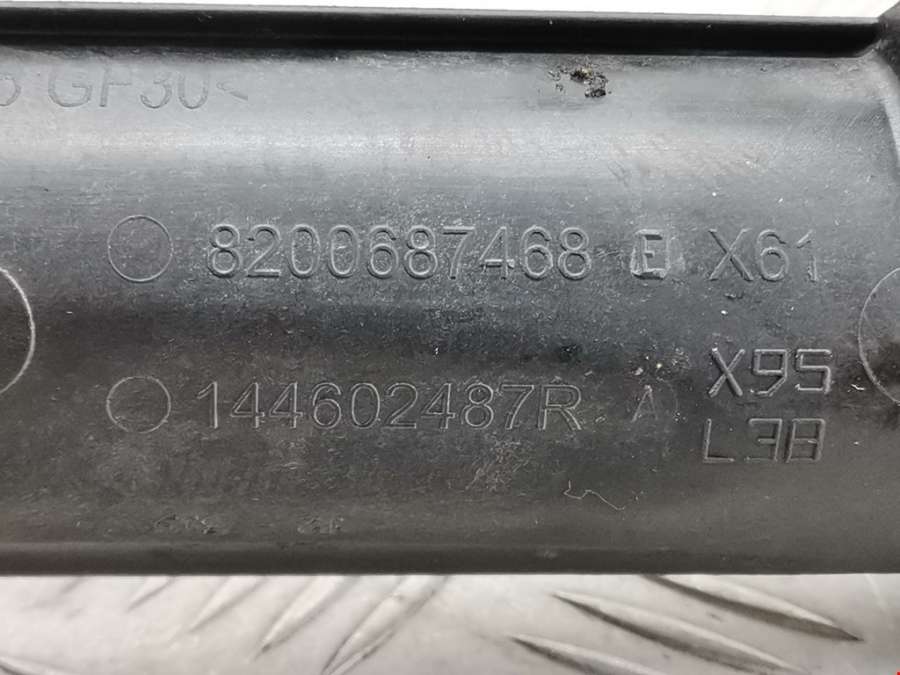 GF30<
8200687468 E X61
X95
144602487R A
L38